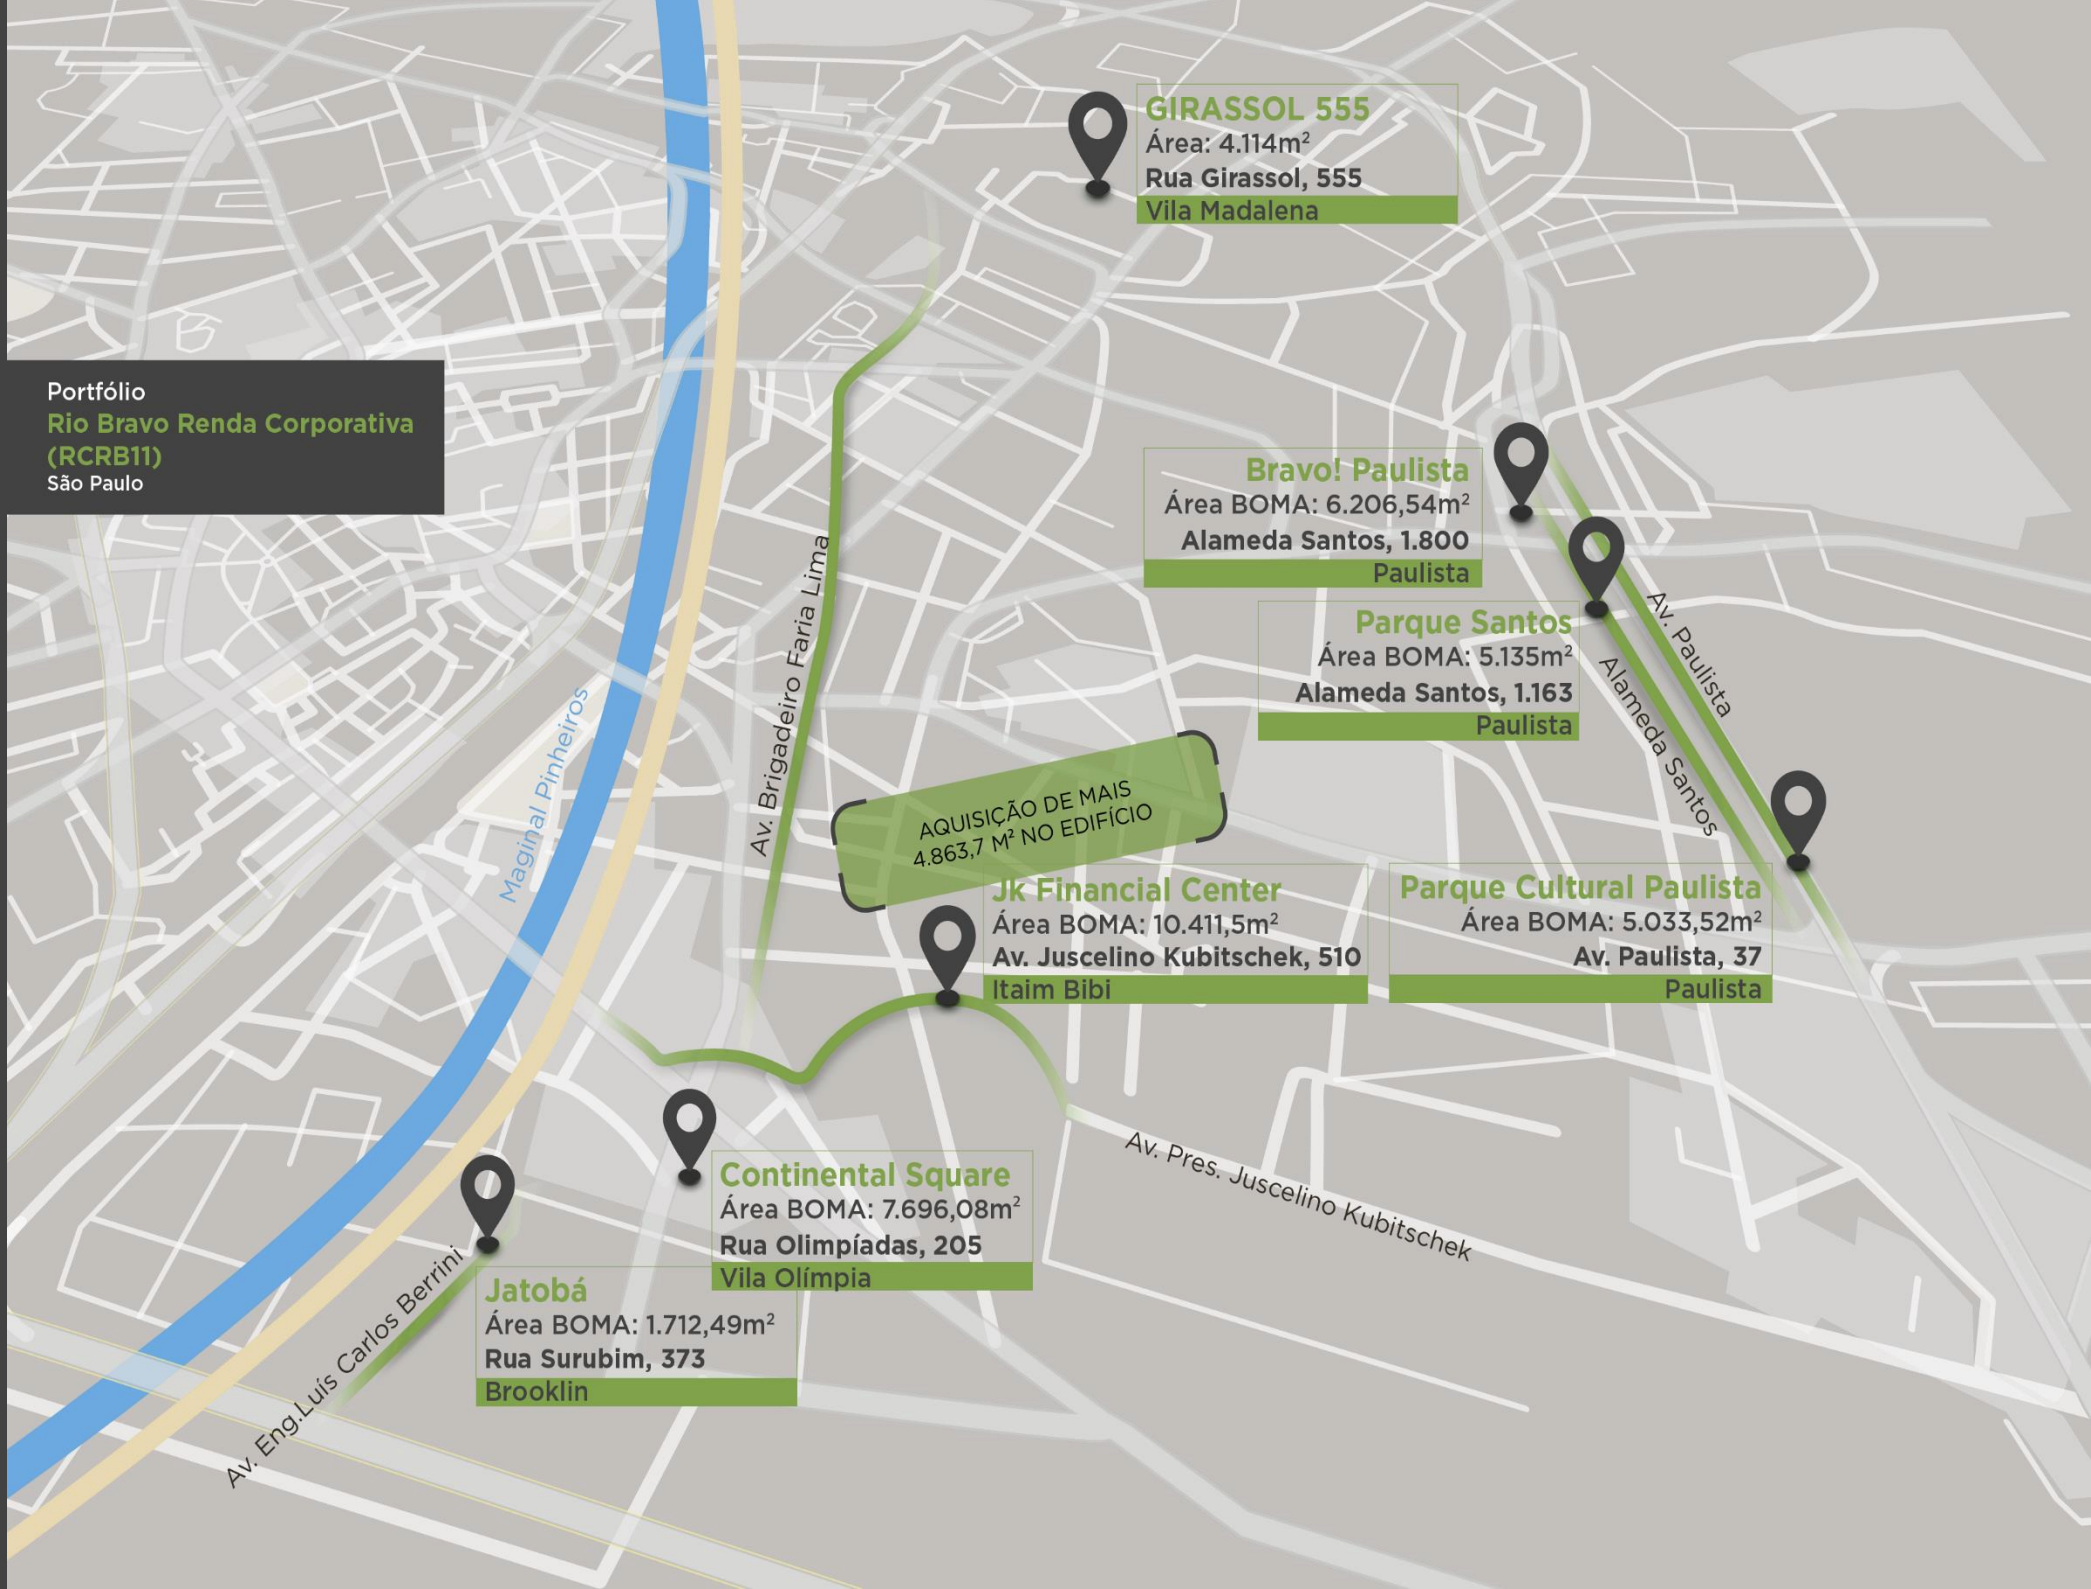 GIRASSOL 555
Área: 4.114m²
Rua Girassol, 555
Vila Madalena
Portfólio
Rio Bravo Renda Corporativa
(RCRB11)
São Paulo
Bravo! Paulista
Área BOMA: 6.206,54m²
Alameda Santos, 1.800
Paulista
Parque Santos
Área BOMA: 5.135m²
Alameda Santos, 1.163
Paulista
Av. Paulista
Alameda Santos
Av. Brigadeiro Faria Lima
Maginal Pinheiros
AQUISIÇÃO DE MAIS
4.863,7 M² NO EDIFÍCIO
Jk Financial Center
Área BOMA: 10.411,5m²
Av. Juscelino Kubitschek, 510
Itaim Bibi
Parque Cultural Paulista
Área BOMA: 5.033,52m²
Av. Paulista, 37
Paulista
Av. Pres. Juscelino Kubitschek
Continental Square
Área BOMA: 7.696,08m²
Rua Olimpíadas, 205
Vila Olímpia
Jatobá
Área BOMA: 1.712,49m²
Rua Surubim, 373
Brooklin
Av. Eng.Luís Carlos Berrini